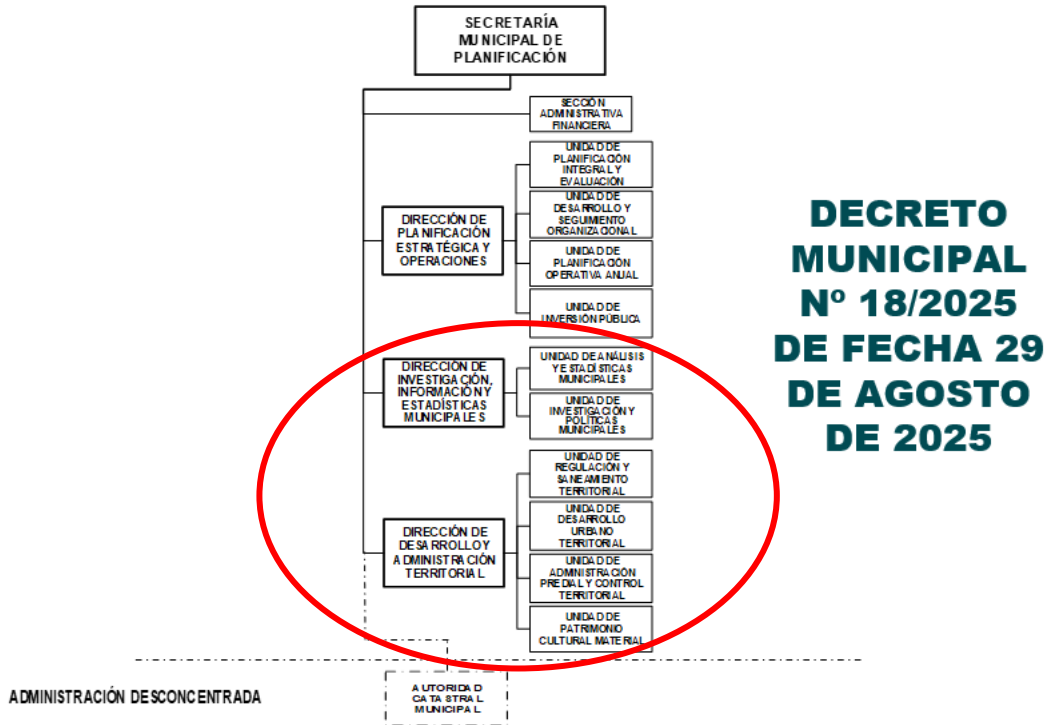 SECRETARÍA
MUNICIPAL DE
PLANIFICACIÓN
SECCIÓN
ADMINISTRATIVA
FINANCIERA
UNIDAD DE
PLANIFICACIÓN
INTEGRAL Y
EVALUACIÓN
UNIDAD DE
DESARROLLO Y
SEGUIMIENTO
ORGANIZACIONAL
DIRECCIÓN DE
PLANIFICACIÓN
ESTRATÉGICA Y
OPERACIONES
UNIDAD DE
PLANIFICACIÓN
OPERATIVA ANUAL
UNIDAD DE
INVERSIÓN PÚBLICA
DIRECCIÓN DE
INVESTIGACIÓN,
INFORMACIÓN Y
ESTADÍSTICAS
MUNICIPALES
UNIDAD DE ANÁLISIS
Y ESTADÍSTICAS
MUNICIPALES
UNIDAD DE
INVESTIGACIÓN Y
POLÍTICAS
MUNICIPALES
UNIDAD DE
REGULACIÓN Y
SANEAMIENTO
TERRITORIAL
UNIDAD DE
DESARROLLO
URBANO
TERRITORIAL
DIRECCIÓN DE
DESARROLLO Y
ADMINISTRACIÓN
TERRITORIAL
UNIDAD DE
ADMINISTRACIÓN
PREDIAL Y CONTROL
TERRITORIAL
UNIDAD DE
PATRIMONIO
CULTURAL MATERIAL
DECRETO
MUNICIPAL
Nº 18/2025
DE FECHA 29
DE AGOSTO
DE 2025
ADMINISTRACIÓN DESCONCENTRADA
AUTORIDAD
CATASTRAL
MUNICIPAL